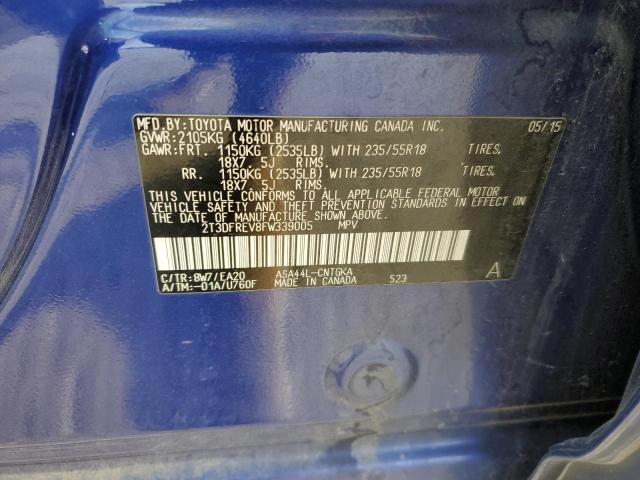 MFD.BY:TOYOTA MOTOR MANUFACTURING CANADA INC. 05/15
GVWR:2105KG (4640LB)
GAWR:FRT. 1150KG (2535LB) WITH 235/55R18 TIRES,
18X7.5J RIMS.
RR. 1150KG (2535LB) WITH 235/55R18 TIRES,
18X7.5J RIMS.
THIS VEHICLE CONFORMS TO ALL APPLICABLE FEDERAL MOTOR
VEHICLE SAFETY AND THEFT PREVENTION STANDARDS IN EFFECT ON
THE DATE OF MANUFACTURE SHOWN ABOVE.
2T3DFREV8FW339005 MPV
C/TR:8W7/EA20 ASA44L-CNTGKA A
A/TM:-01A/U760F MADE IN CANADA 523